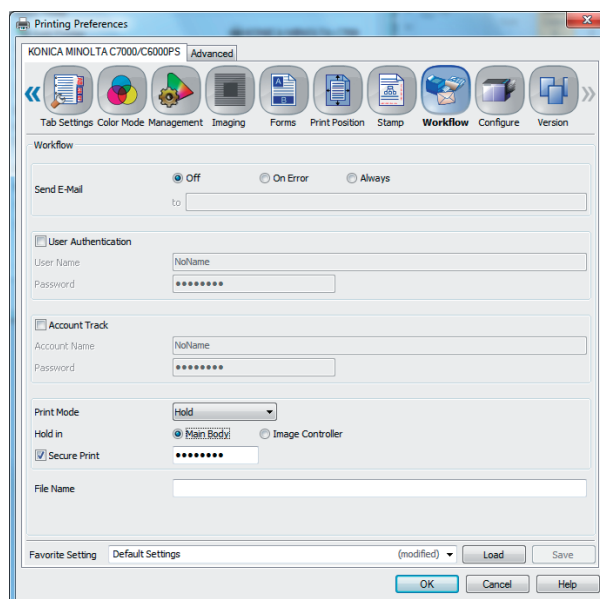 Printing Preferences
KONICA MINOLTA C7000/C6000PS Advanced
Tab Settings Color Mode Management Imaging Forms Print Position Stamp Workflow Configure Version
Workflow
Send E-Mail Off On Error Always
to
User Authentication
User Name NoName
Password ••••••••
Account Track
Account Name NoName
Password ••••••••
Print Mode Hold
Hold in Main Body Image Controller
Secure Print ••••••••
File Name
Favorite Setting Default Settings (modified) Load Save
OK Cancel Help